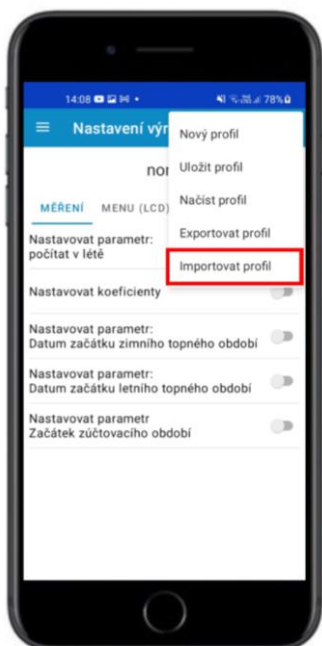 14:08
78%
Nastavení výr
Nový profil
Uložit profil
Načíst profil
Exportovat profil
Importovat profil
nor
MĚŘENÍ MENU (LCD)
Nastavovat parametr:
počítat v létě
Nastavovat koeficienty
Nastavovat parametr:
Datum začátku zimního topného období
Nastavovat parametr:
Datum začátku letního topného období
Nastavovat parametr
Začátek zúčtovacího období